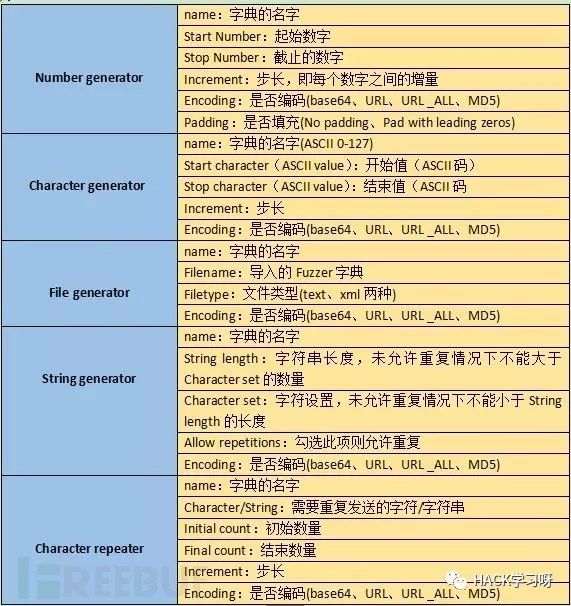 Number generator
name：字典的名字
Start Number：起始数字
Stop Number：截止的数字
Increment：步长，即每个数字之间的增量
Encoding：是否编码(base64、URL、URL _ALL、MD5)
Padding：是否填充(No padding、Pad with leading zeros)
Character generator
name：字典的名字(ASCII 0-127)
Start character（ASCII value）：开始值（ASCII 码）
Stop character（ASCII value）：结束值（ASCII 码
Increment：步长
Encoding：是否编码(base64、URL、URL _ALL、MD5)
File generator
name：字典的名字
Filename：导入的 Fuzzer 字典
Filetype：文件类型(text、xml 两种)
Encoding：是否编码(base64、URL、URL _ALL、MD5)
String generator
name：字典的名字
String length：字符串长度，未允许重复情况下不能大于
Character set 的数量
Character set：字符设置，未允许重复情况下不能小于 String
length 的长度
Allow repetitions：勾选此项则允许重复
Encoding：是否编码(base64、URL、URL _ALL、MD5)
Character repeater
name：字典的名字
Character/String：需要重复发送的字符/字符串
Initial count：初始数量
Final count：结束数量
Increment：步长
Encoding：是否编码(base64、URL、URL _ALL、MD5)
FREEBUF
HACK学习呀